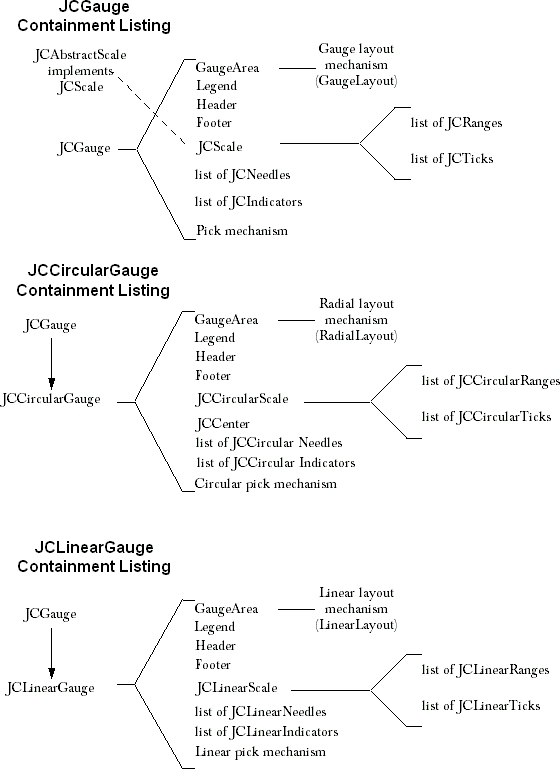 JCGauge
Containment Listing
JCAbstractScale
implements
JCScale
JCGauge
GaugeArea
Legend
Header
Footer
JCScale
list of JCNeedles
list of JCIndicators
Pick mechanism
Gauge layout
mechanism
(GaugeLayout)
list of JCRanges
list of JCTicks
JCCircularGauge
Containment Listing
JCGauge
JCCircularGauge
GaugeArea
Legend
Header
Footer
JCCircularScale
JCCenter
list of JCCircular Needles
list of JCCircular Indicators
Circular pick mechanism
Radial layout
mechanism
(RadialLayout)
list of JCCircularRanges
list of JCCircularTicks
JCLinearGauge
Containment Listing
JCGauge
JCLinearGauge
GaugeArea
Legend
Header
Footer
JCLinearScale
list of JCLinearNeedles
list of JCLinearIndicators
Linear pick mechanism
Linear layout
mechanism
(LinearLayout)
list of JCLinearRanges
list of JCLinearTicks